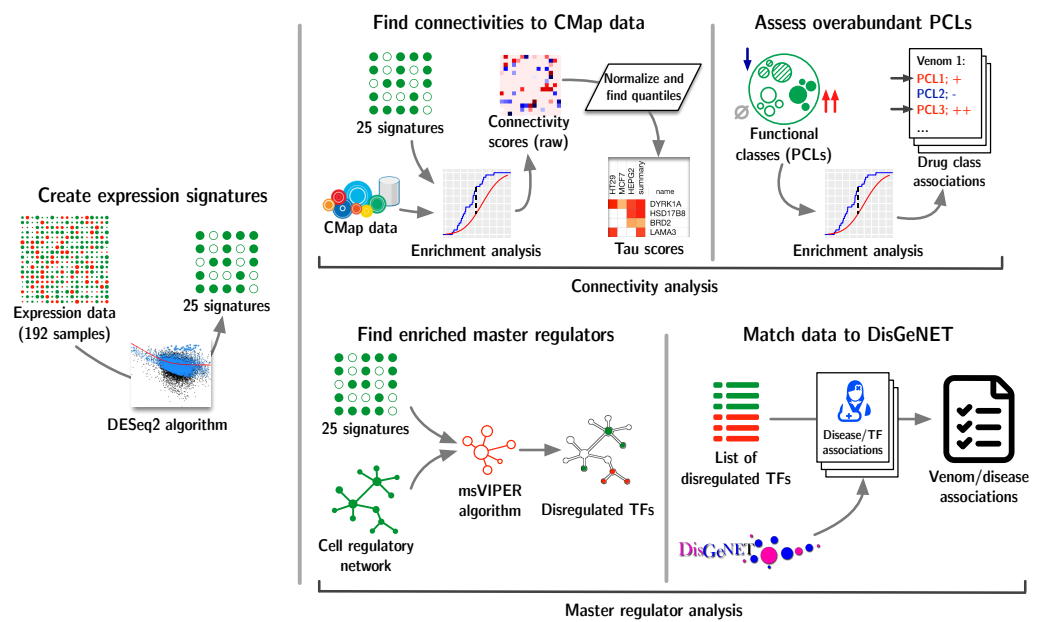 Create expression signatures
Expression data
(192 samples)
25 signatures
DESeq2 algorithm
Find connectivities to CMap data
25 signatures
CMap data
Enrichment analysis
Connectivity
scores (raw)
Normalize and
find quantiles
HT29
MCF7
HEPG2
summary
name
DYRK1A
HSD17B8
BRD2
LAMA3
Tau scores
Assess overabundant PCLs
Functional
classes (PCLs)
Enrichment analysis
Venom 1:
PCL1; +
PCL2; -
PCL3; ++
...
Drug class
associations
Connectivity analysis
Find enriched master regulators
25 signatures
Cell regulatory
network
msVIPER
algorithm
Disregulated TFs
Match data to DisGeNET
List of
disregulated TFs
Disease/TF
associations
DisGeNET
Venom/disease
associations
Master regulator analysis